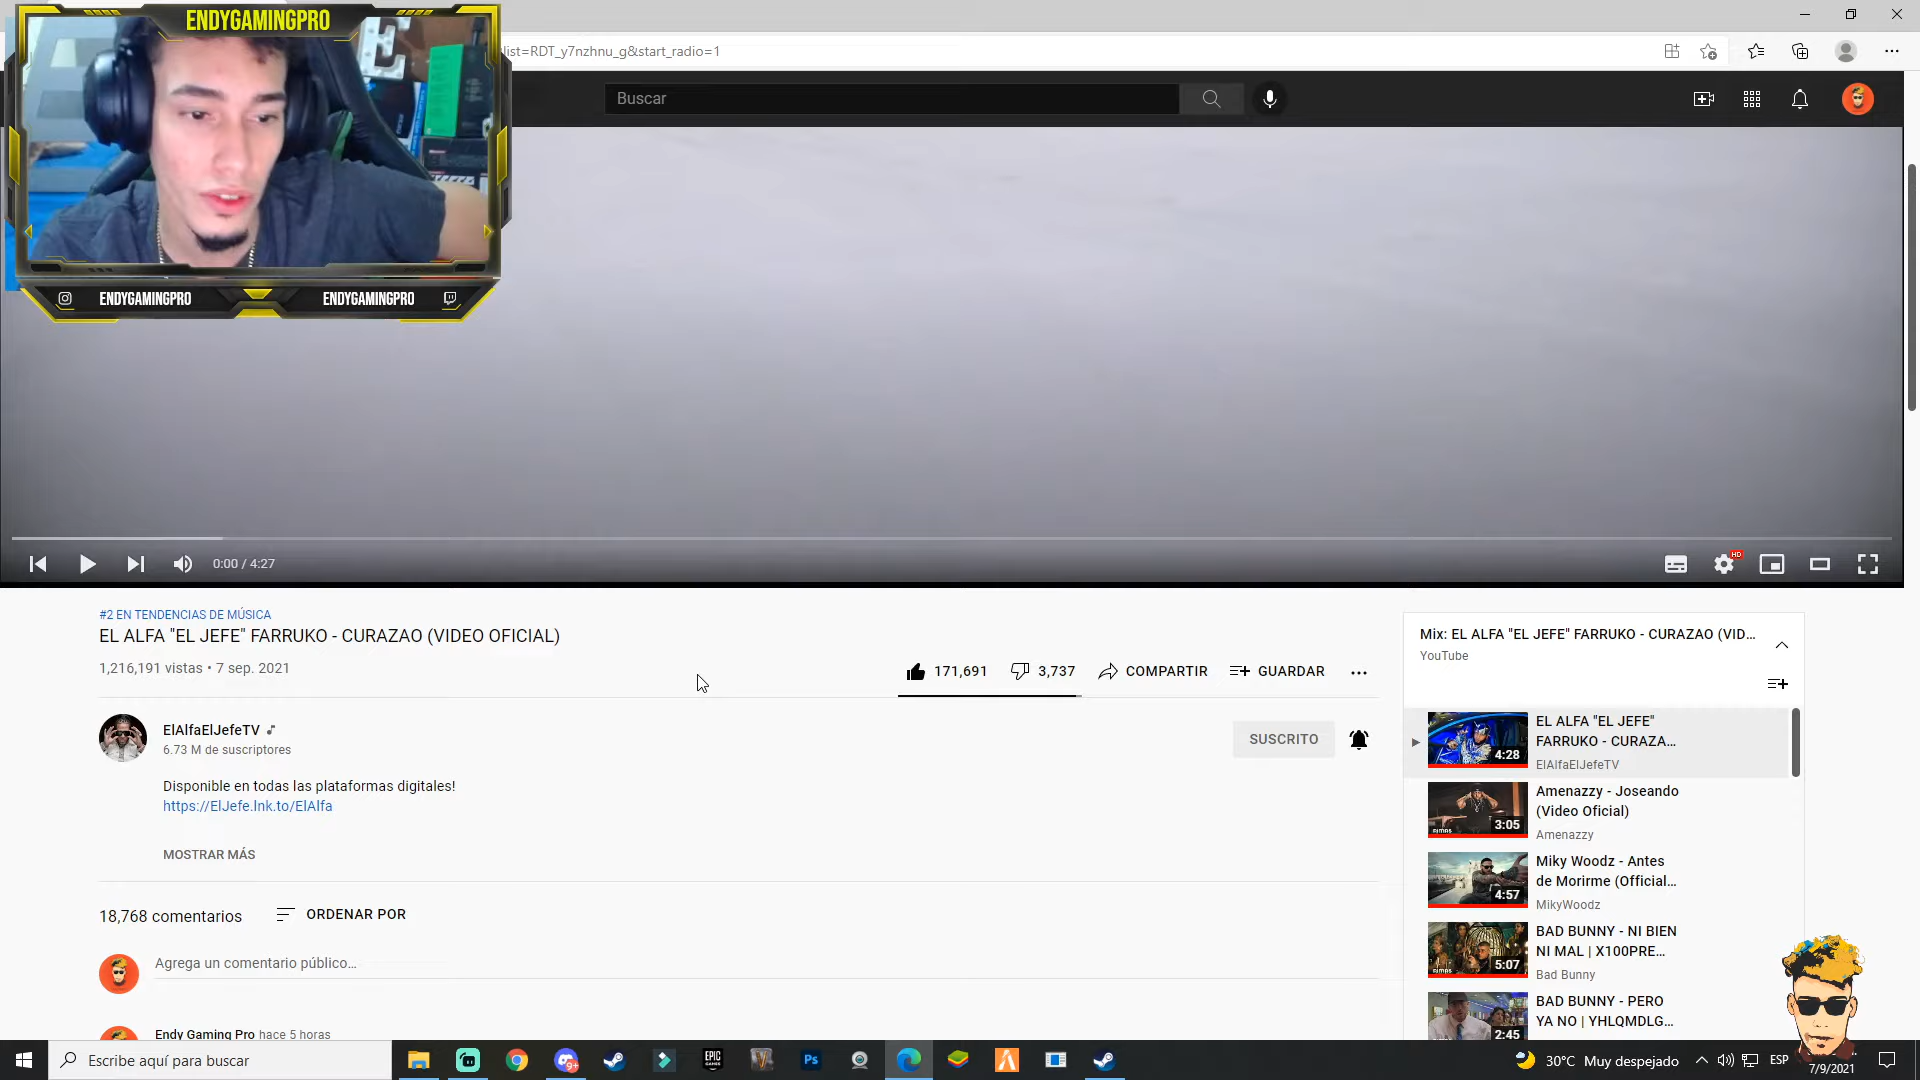 ENDYGAMINGPRO
list=RDT_y7nzhnu_g&start_radio=1
Buscar
ENDYGAMINGPRO
ENDYGAMINGPRO
0:00 / 4:27
HD
#2 EN TENDENCIAS DE MÚSICA
EL ALFA "EL JEFE" FARRUKO - CURAZAO (VIDEO OFICIAL)
1,216,191 vistas • 7 sep. 2021
171,691
3,737
COMPARTIR
GUARDAR
ElAlfaElJefeTV
6.73 M de suscriptores
SUSCRITO
Disponible en todas las plataformas digitales!
https://ElJefe.lnk.to/ElAlfa
MOSTRAR MÁS
18,768 comentarios
ORDENAR POR
Agrega un comentario público...
Endy Gaming Pro hace 5 horas
Mix: EL ALFA "EL JEFE" FARRUKO - CURAZAO (VID...
YouTube
4:28
EL ALFA "EL JEFE"
FARRUKO - CURAZA...
ElAlfaElJefeTV
3:05
Amenazzy - Joseando
(Video Oficial)
Amenazzy
4:57
Miky Woodz - Antes
de Morirme (Official...
MikyWoodz
5:07
BAD BUNNY - NI BIEN
NI MAL | X100PRE...
Bad Bunny
2:45
BAD BUNNY - PERO
YA NO | YHLQMDLG...
Escribe aquí para buscar
9+
EPIC
GAMES
Ps
30°C Muy despejado
ESP
7/9/2021